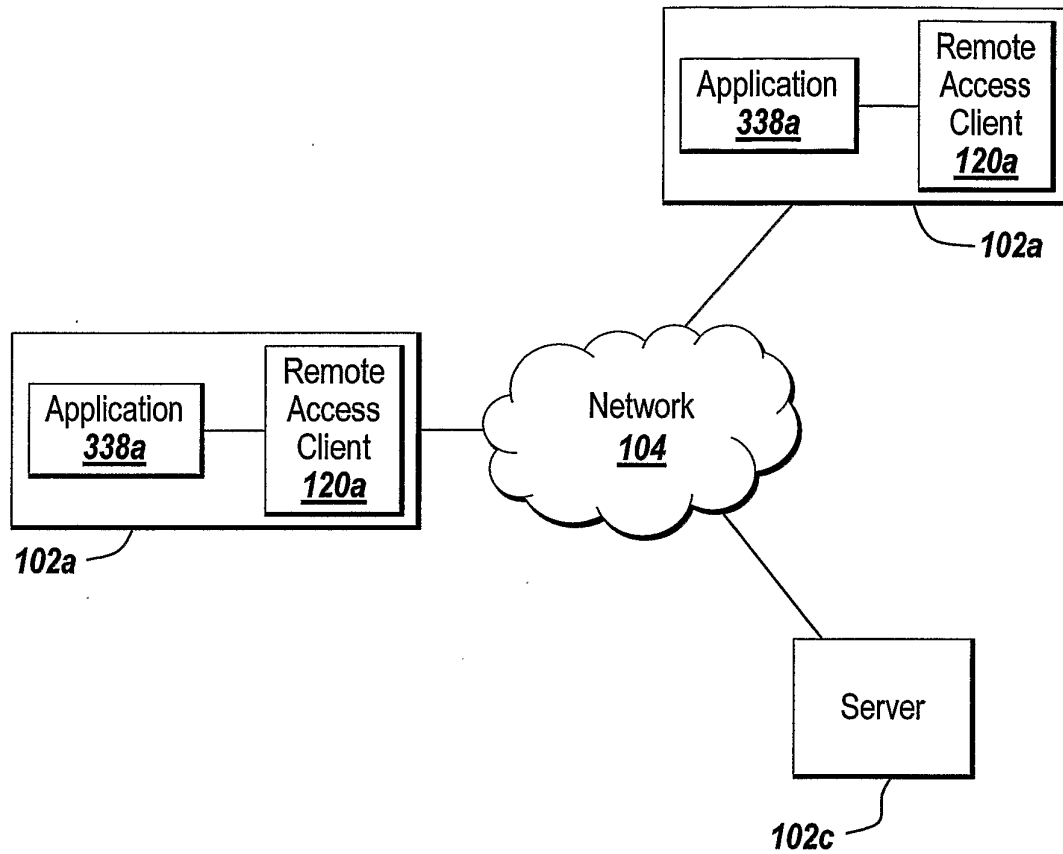 Application
338a
Remote
Access
Client
120a
102a
Application
338a
Remote
Access
Client
120a
102a
Network
104
Server
102c